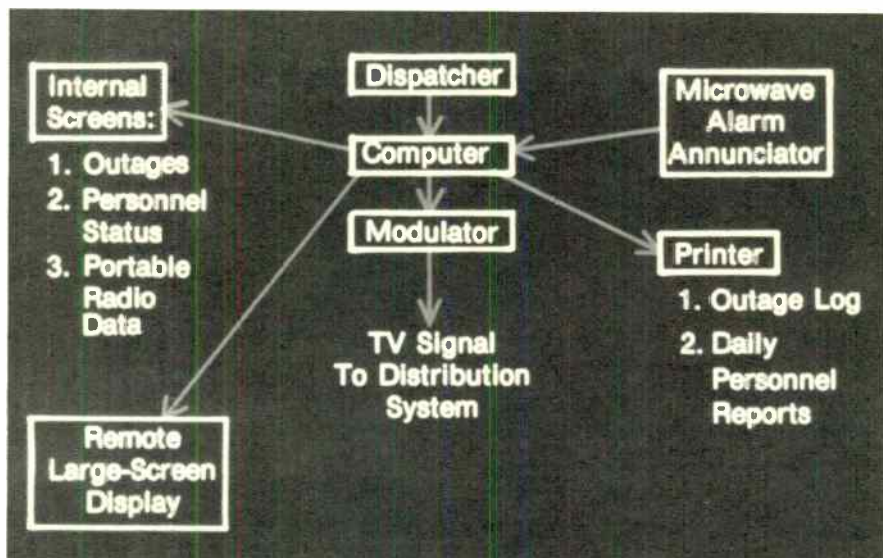 Internal
Screens:
1. Outages
2. Personnel
Status
3. Portable
Radio
Data
Dispatcher
Computer
Modulator
TV Signal
To Distribution
System
Microwave
Alarm
Annunciator
Printer
1. Outage Log
2. Daily
Personnel
Reports
Remote
Large-Screen
Display